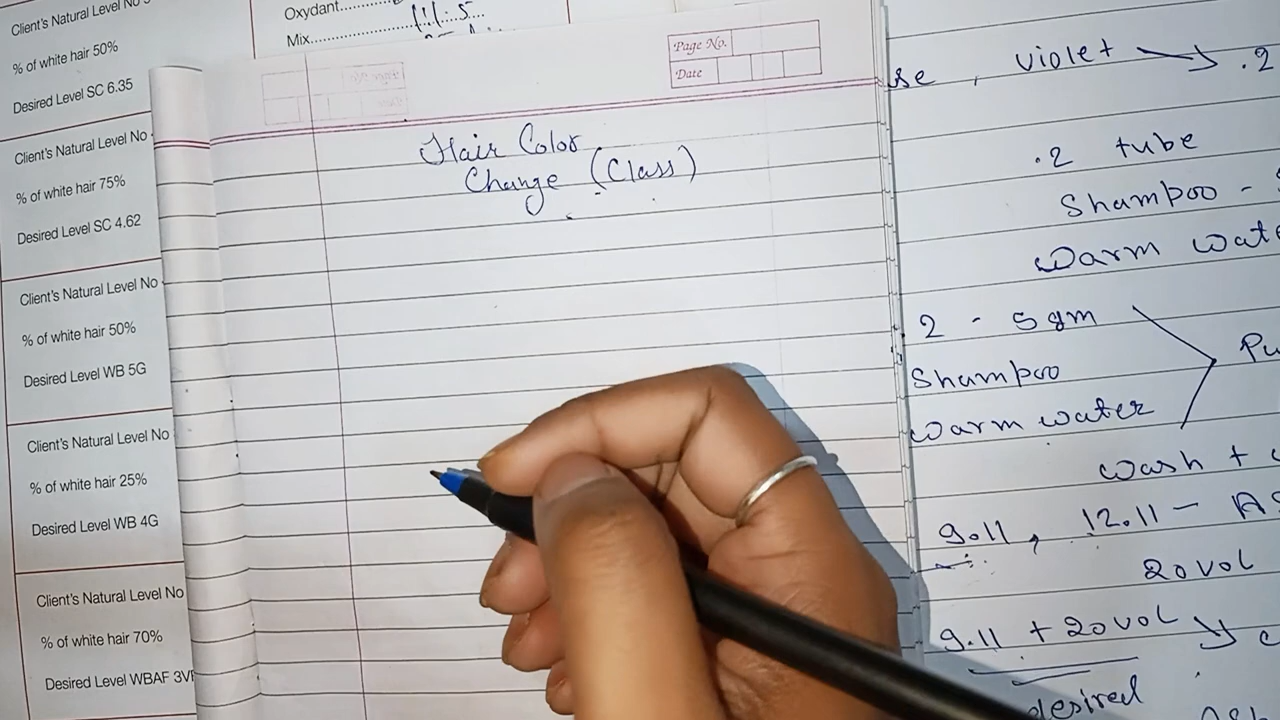 Client's Natural Level No
% of white hair 50%
Desired Level SC 6.35
Client's Natural Level No
% of white hair 75%
Desired Level SC 4.62
Client's Natural Level No
% of white hair 50%
Desired Level WB 5G
Client's Natural Level No
% of white hair 25%
Desired Level WB 4G
Client's Natural Level No
% of white hair 70%
Desired Level WBAF
Oxydant
Mix
Page No.
Date
Hair Color
Change (Class)
, violet → .2
.2 tube
Shampoo -
Warm
2 - 5gm
Shampoo
warm water
wash +
9.11, 12.11 -
20vol
9.11 + 20vol
desired